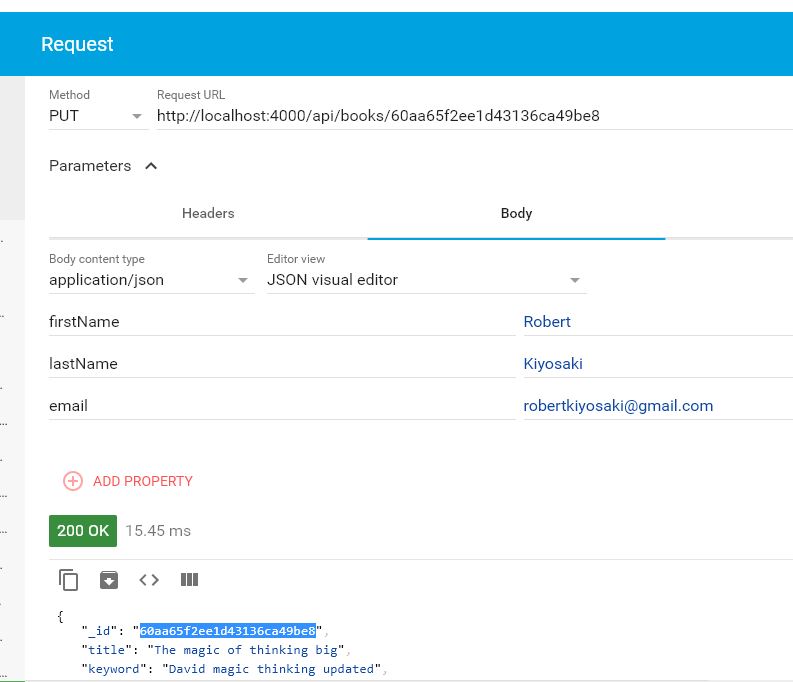 Request
Method
Request URL
PUT
http://localhost:4000/api/books/60aa65f2ee1d43136ca49be8
Parameters
Headers
Body
Body content type
Editor view
application/json
JSON visual editor
firstName
Robert
lastName
Kiyosaki
email
robertkiyosaki@gmail.com
ADD PROPERTY
200 OK
15.45 ms
{
"_id": "60aa65f2ee1d43136ca49be8",
"title": "The magic of thinking big",
"keyword": "David magic thinking updated",